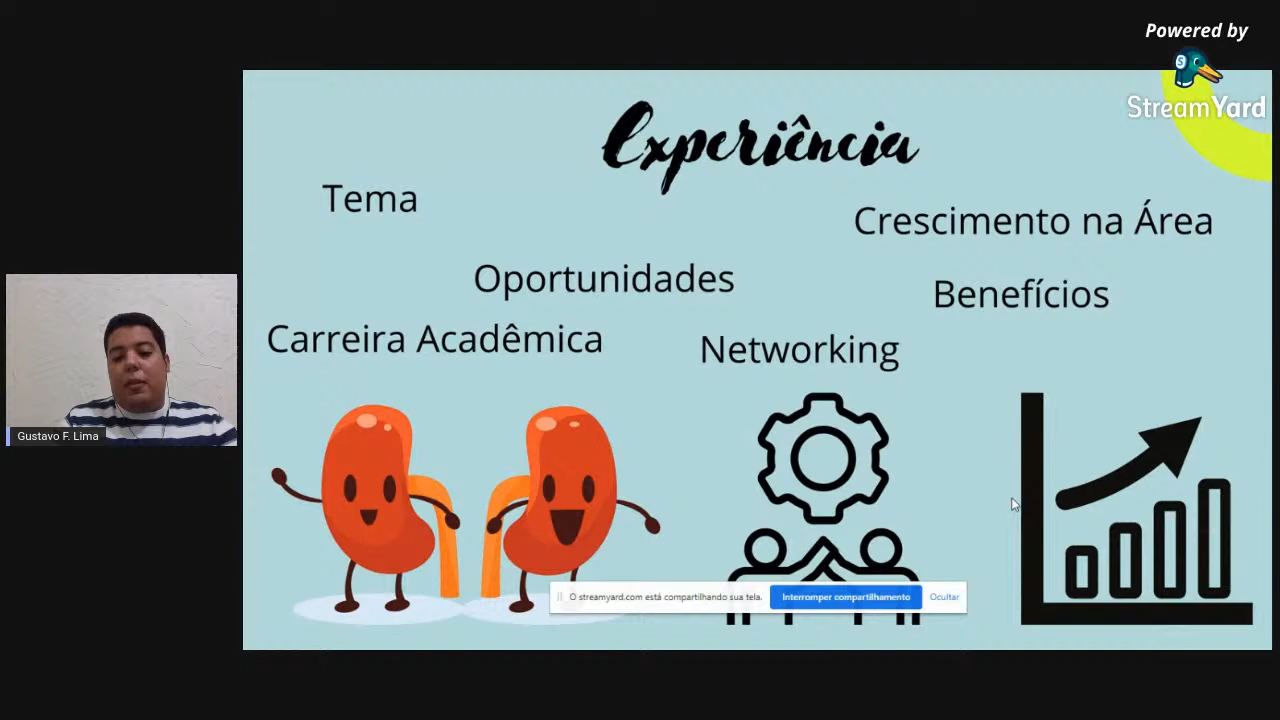 Powered by
StreamYard
Experiência
Tema
Crescimento na Área
Oportunidades
Benefícios
Carreira Acadêmica
Networking
Gustavo F. Lima
O streamyard.com está compartilhando sua tela.
Interromper compartilhamento
Ocultar